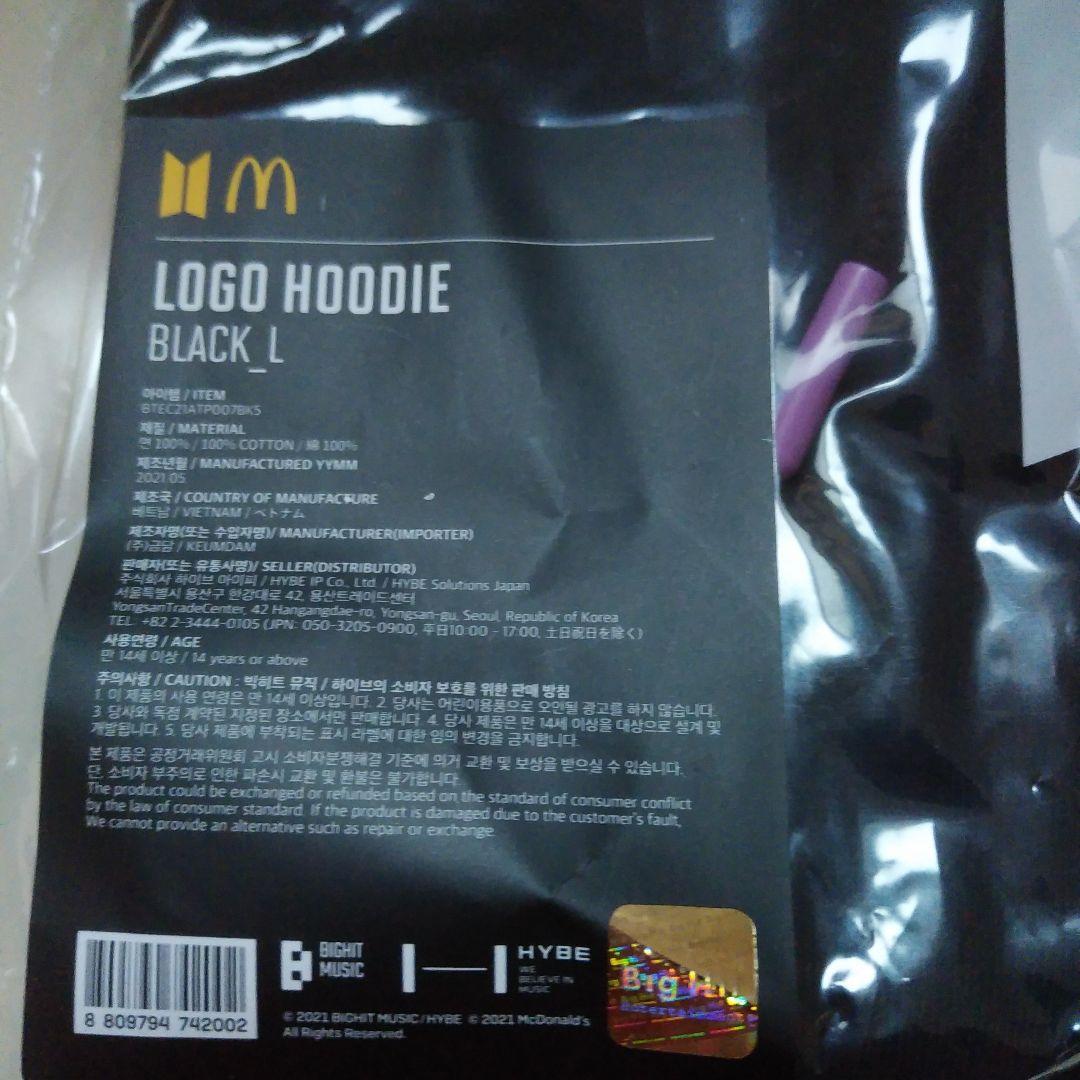 LOGO HOODIE
BLACK_L
아이템 / ITEM
BTEC21ATP007BK5
재질 / MATERIAL
면 100% / 100% COTTON / 綿 100%
제조년월 / MANUFACTURED YYMM
2021.05
제조국 / COUNTRY OF MANUFACTURE
베트남 / VIETNAM / ベトナム
제조자명(또는 수입자명)/ MANUFACTURER(IMPORTER)
(주)금담 / KEUMDAM
판매자(또는 유통사명)/ SELLER(DISTRIBUTOR)
주식회사 하이브 아이피 / HYBE IP Co., Ltd / HYBE Solutions Japan
서울특별시 용산구 한강대로 42, 용산트레이드센터
YongsanTradeCenter, 42 Hangangdae-ro, Yongsan-gu, Seoul, Republic of Korea
TEL. +82 2-3444-0105 (JPN: 050-3205-0900, 平日10:00 - 17:00, 土日祝日を除く)
사용연령 / AGE
만 14세 이상 / 14 years or above
주의사항 / CAUTION : 빅히트 뮤직 / 하이브의 소비자 보호를 위한 판매 방침
1. 이 제품의 사용 연령은 만 14세 이상입니다. 2. 당사는 어린이용품으로 오인될 광고를 하지 않습니다.
3. 당사와 독점 계약된 지정된 장소에서만 판매합니다. 4. 당사 제품은 만 14세 이상을 대상으로 설계 및
개발됩니다. 5. 당사 제품에 부착되는 표시 라벨에 대한 임의 변경을 금지합니다.
본 제품은 공정거래위원회 고시 소비자분쟁해결 기준에 의거 교환 및 보상을 받으실 수 있습니다.
단, 소비자 부주의로 인한 파손시 교환 및 환불은 불가합니다.
The product could be exchanged or refunded based on the standard of consumer conflict
by the law of consumer standard. If the product is damaged due to the customer's fault,
We cannot provide an alternative such as repair or exchange.
8 809794 742002
BIGHIT
MUSIC
HYBE
WE
BELIEVE IN
MUSIC
© 2021 BIGHIT MUSIC / HYBE © 2021 McDonald's
All Rights Reserved.
Big Hit
Entertainment